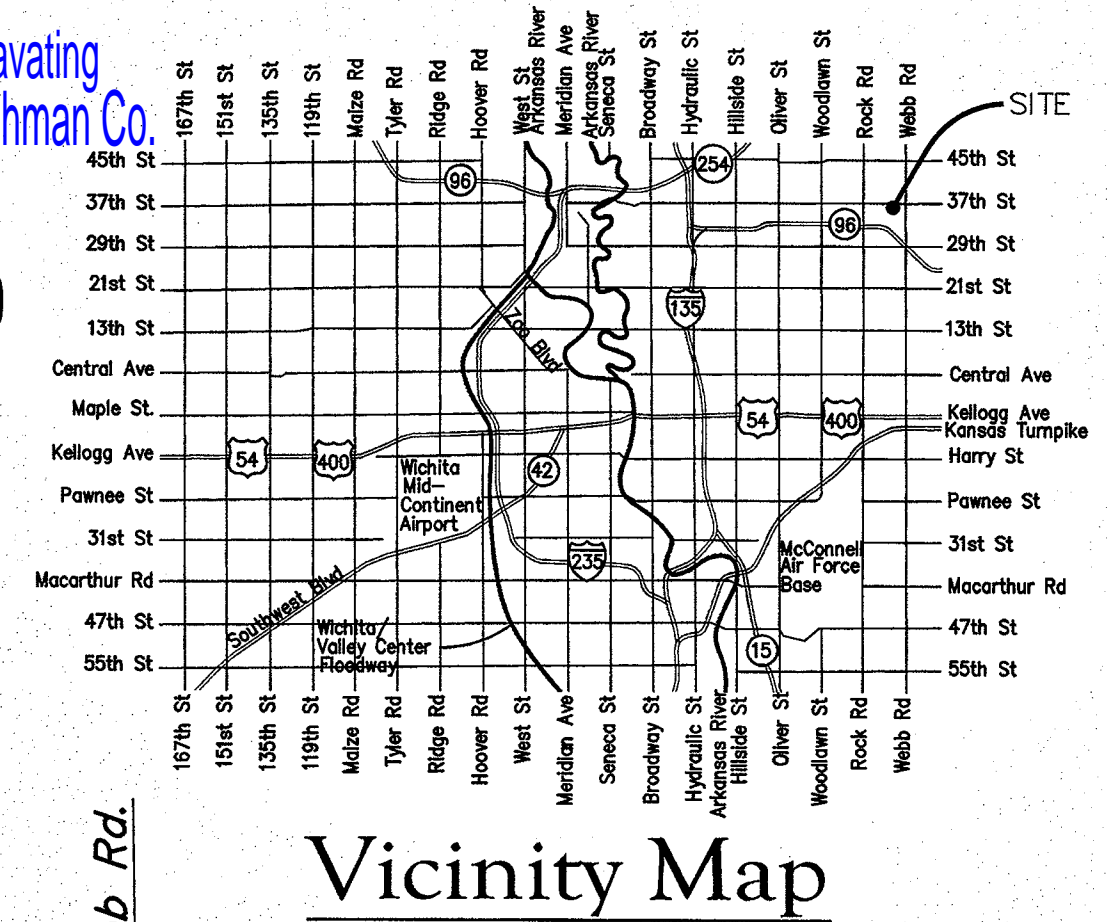 avating
hman Co.
167th St
151st St
135th St
119th St
Maize Rd
Tyler Rd
Ridge Rd
Hoover Rd
West St
Arkansas River
Meridian Ave
Arkansas River
Seneca St
Broadway St
Hydraulic St
Hillside St
Oliver St
Woodlawn St
Rock Rd
Webb Rd
SITE
45th St
37th St
29th St
21st St
13th St
Central Ave
Maple St.
Kellogg Ave
Pawnee St
31st St
Macarthur Rd
47th St
55th St
96
254
96
135
Zoo Blvd
54
400
54
400
42
Wichita
Mid-
Continent
Airport
235
McConnell
Air Force
Base
Southwest Blvd
Wichita/
Valley Center
Floodway
15
45th St
37th St
29th St
21st St
13th St
Central Ave
Kellogg Ave
Kansas Turnpike
Harry St
Pawnee St
31st St
Macarthur Rd
47th St
55th St
167th St
151st St
135th St
119th St
Maize Rd
Tyler Rd
Ridge Rd
Hoover Rd
West St
Meridian Ave
Seneca St
Broadway St
Hydraulic St
Arkansas River
Hillside St
Oliver St
Woodlawn St
Rock Rd
Webb Rd
b Rd.
Vicinity Map